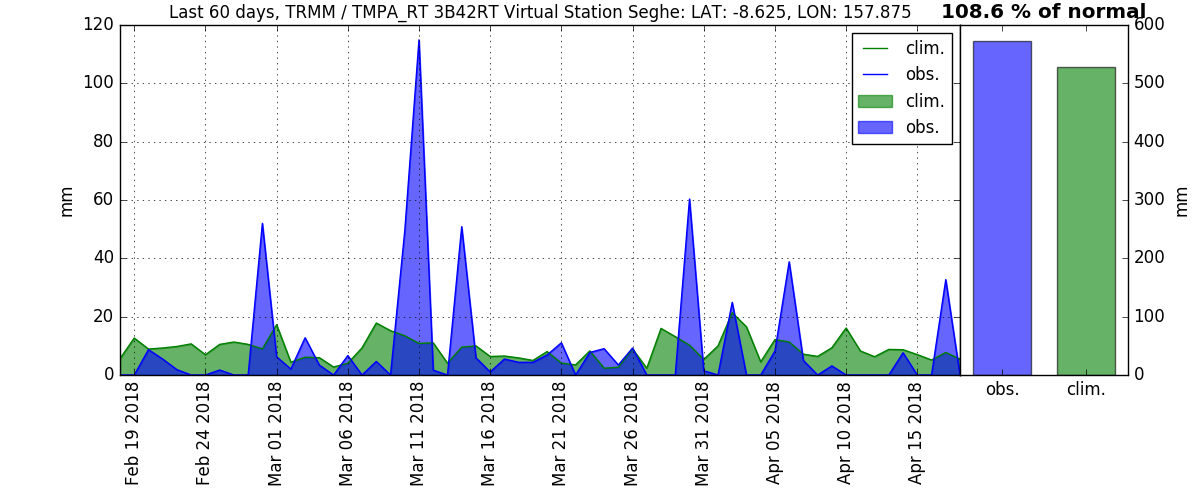 Last 60 days, TRMM / TMPA_RT 3B42RT Virtual Station Seghe: LAT: -8.625, LON: 157.875
108.6 % of normal
120
100
80
60
40
20
0
mm
clim.
obs.
clim.
obs.
Feb 19 2018
Feb 24 2018
Mar 01 2018
Mar 06 2018
Mar 11 2018
Mar 16 2018
Mar 21 2018
Mar 26 2018
Mar 31 2018
Apr 05 2018
Apr 10 2018
Apr 15 2018
600
500
400
300
200
100
0
mm
obs.
clim.